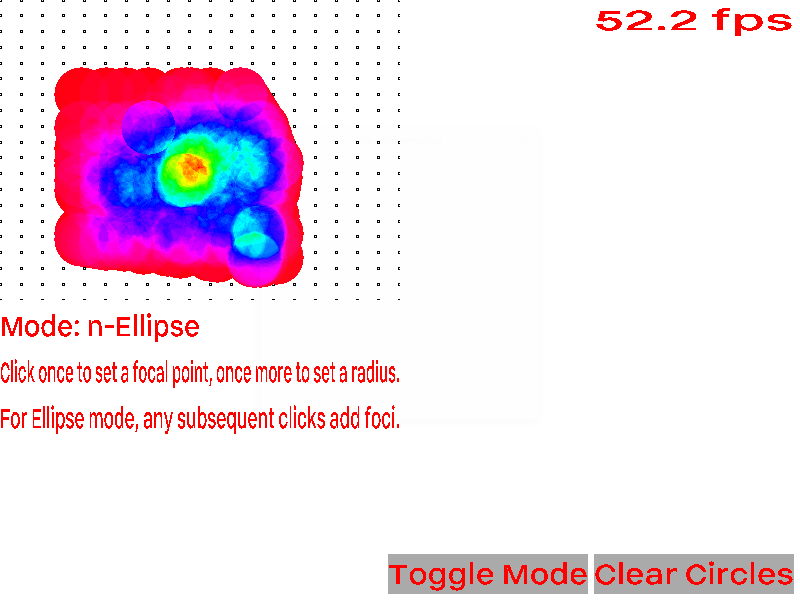 52.2 fps
Mode: n-Ellipse
Click once to set a focal point, once more to set a radius.
For Ellipse mode, any subsequent clicks add foci.
Toggle Mode
Clear Circles